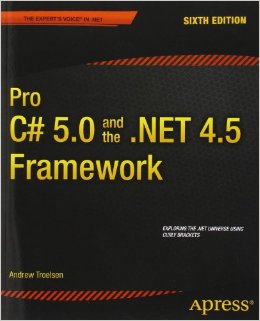 THE EXPERT'S VOICE® IN .NET
SIXTH EDITION
Pro
C# 5.0 and the .NET 4.5
Framework
EXPLORING THE .NET UNIVERSE USING
CURLY BRACKETS
Andrew Troelsen
Apress®